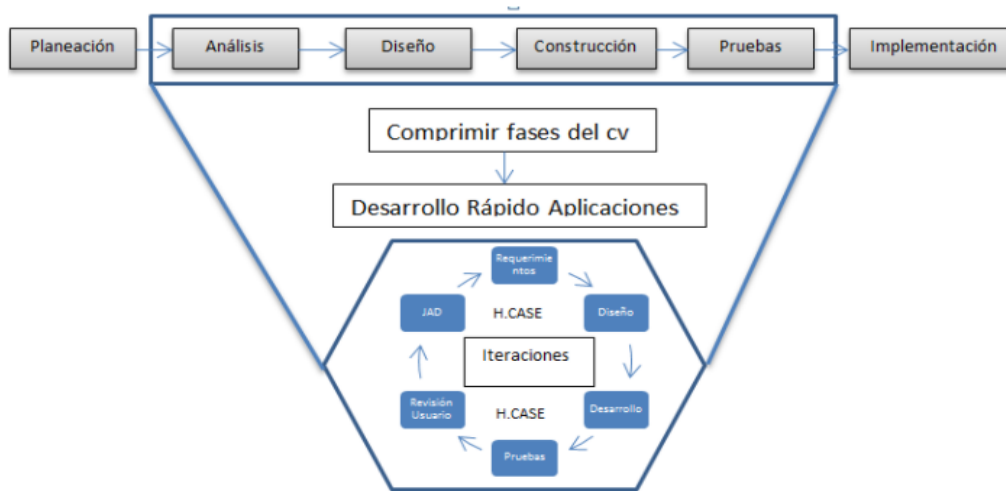 Planeación
Análisis
Diseño
Construcción
Pruebas
Implementación
Comprimir fases del cv
Desarrollo Rápido Aplicaciones
Requerimie
ntos
JAD
H.CASE
Diseño
Iteraciones
Revisión
Usuario
H.CASE
Desarrollo
Pruebas